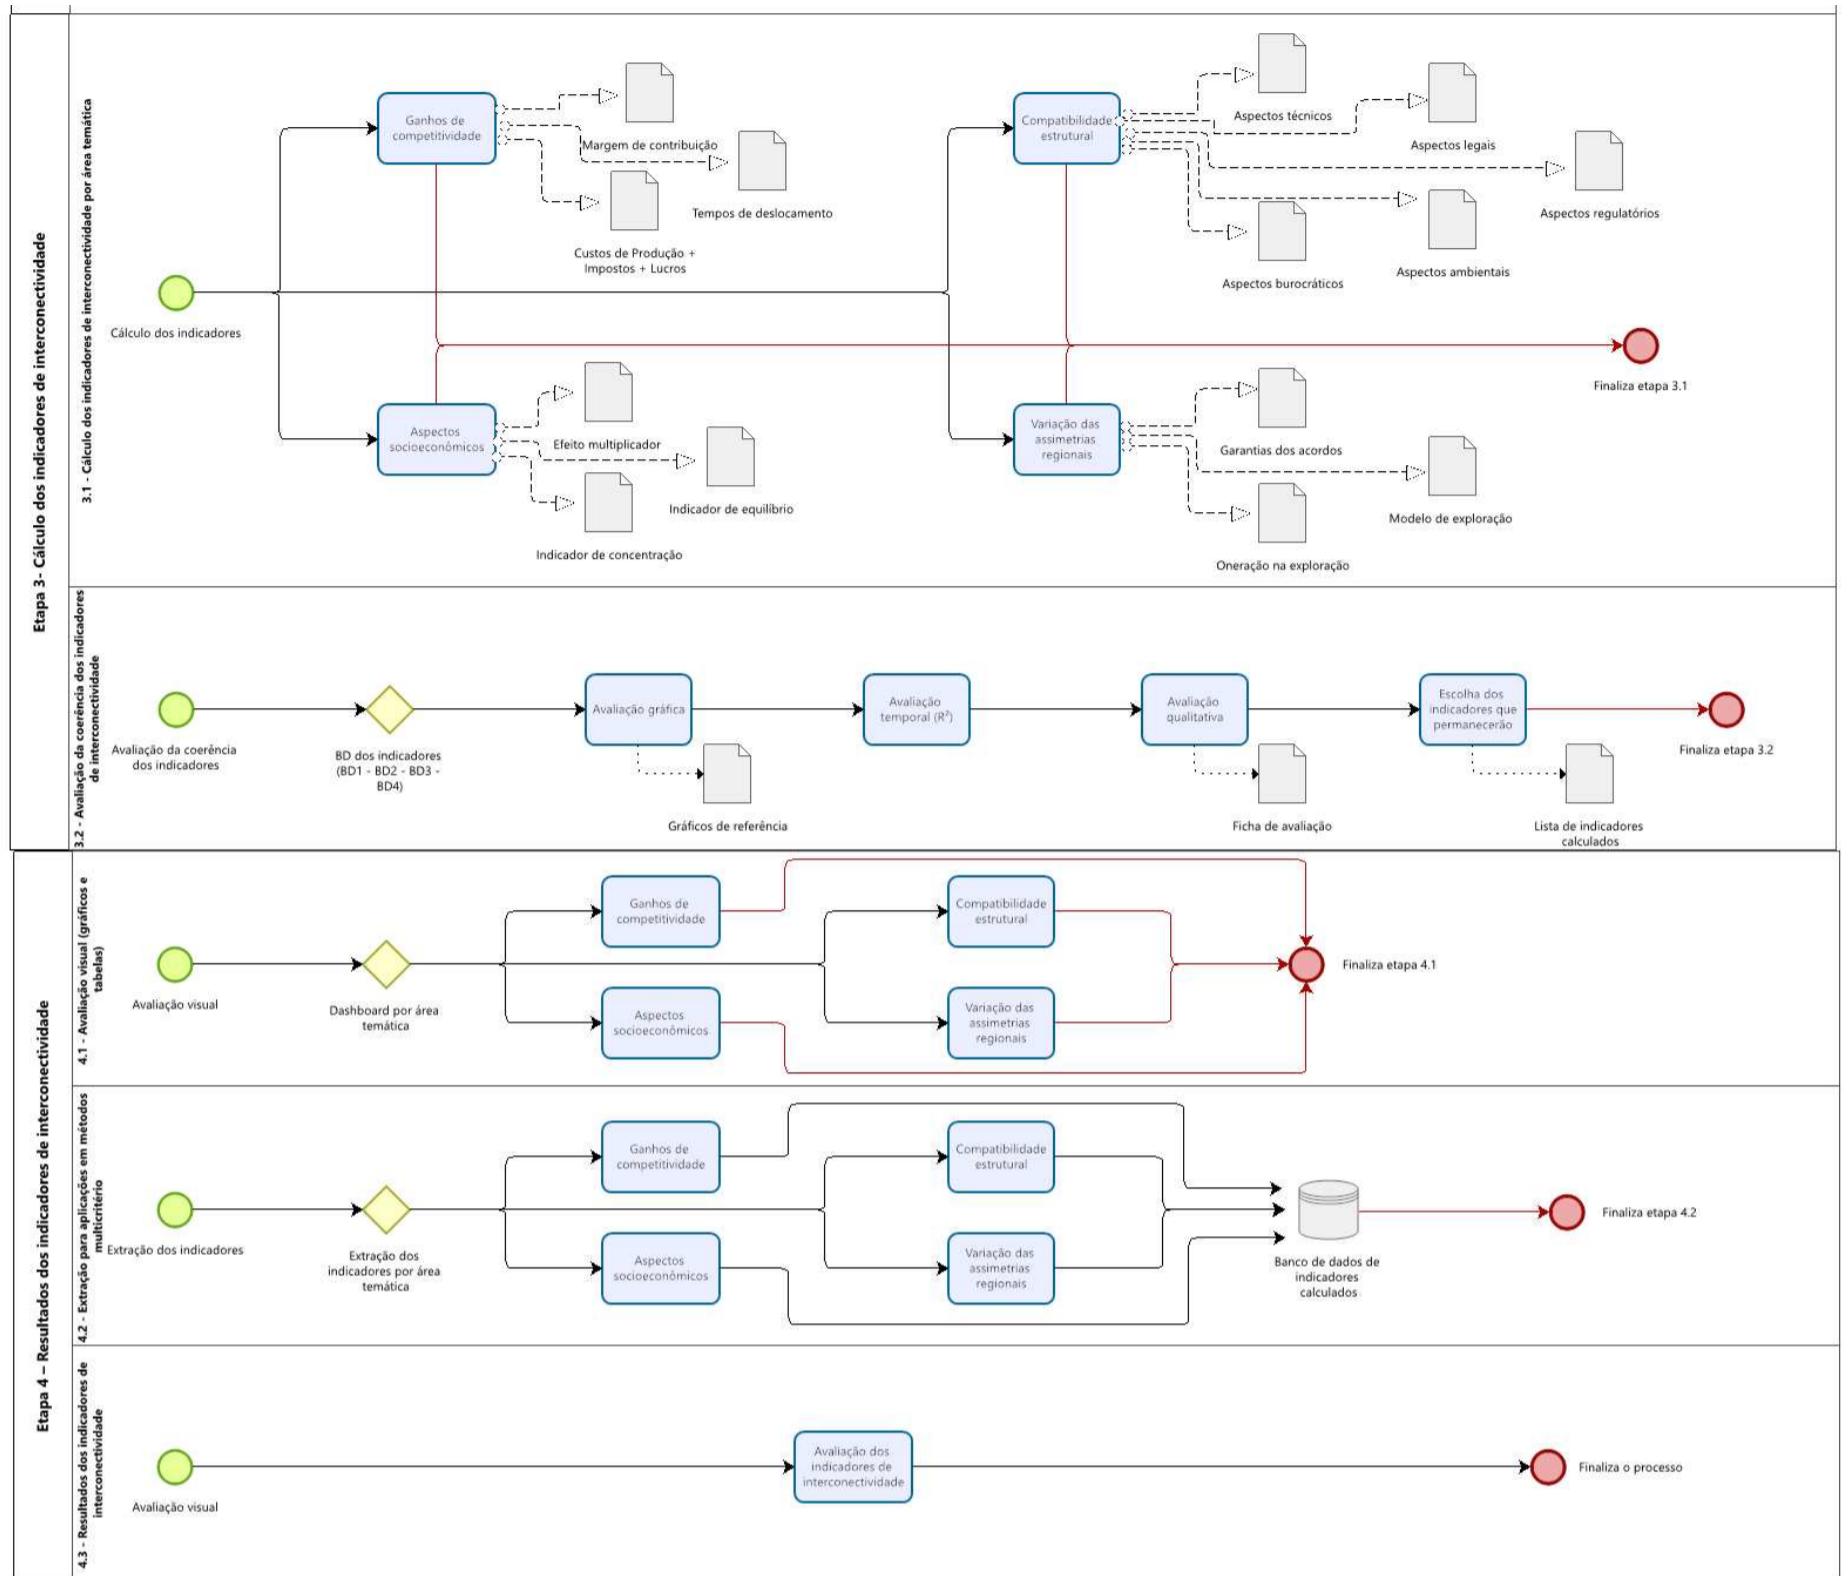 Etapa 3- Cálculo dos indicadores de interconectividade
3.1 - Cálculo dos indicadores de interconectividade por área temática
Cálculo dos indicadores
Ganhos de
competitividade
Margem de contribuição
Tempos de deslocamento
Custos de Produção +
Impostos + Lucros
Aspectos
socioeconômicos
Efeito multiplicador
Indicador de equilíbrio
Indicador de concentração
Compatibilidade
estrutural
Aspectos técnicos
Aspectos legais
Aspectos regulatórios
Aspectos ambientais
Aspectos burocráticos
Variação das
assimetrias
regionais
Garantias dos acordos
Modelo de exploração
Oneração na exploração
Finaliza etapa 3.1
3.2 - Avaliação da coerência dos indicadores
de interconectividade
Avaliação da coerência
dos indicadores
BD dos indicadores
(BD1 - BD2 - BD3 -
BD4)
Avaliação gráfica
Gráficos de referência
Avaliação
temporal (R²)
Avaliação
qualitativa
Ficha de avaliação
Escolha dos
indicadores que
permanecerão
Lista de indicadores
calculados
Finaliza etapa 3.2
Etapa 4 – Resultados dos indicadores de interconectividade
4.1 - Avaliação visual (gráficos e
tabelas)
Avaliação visual
Dashboard por área
temática
Ganhos de
competitividade
Aspectos
socioeconômicos
Compatibilidade
estrutural
Variação das
assimetrias
regionais
Finaliza etapa 4.1
4.2 - Extração para aplicações em métodos
multicritério
Extração dos indicadores
Extração dos
indicadores por área
temática
Ganhos de
competitividade
Aspectos
socioeconômicos
Compatibilidade
estrutural
Variação das
assimetrias
regionais
Banco de dados de
indicadores
calculados
Finaliza etapa 4.2
4.3 - Resultados dos indicadores de
interconectividade
Avaliação visual
Avaliação dos
indicadores de
interconectividade
Finaliza o processo